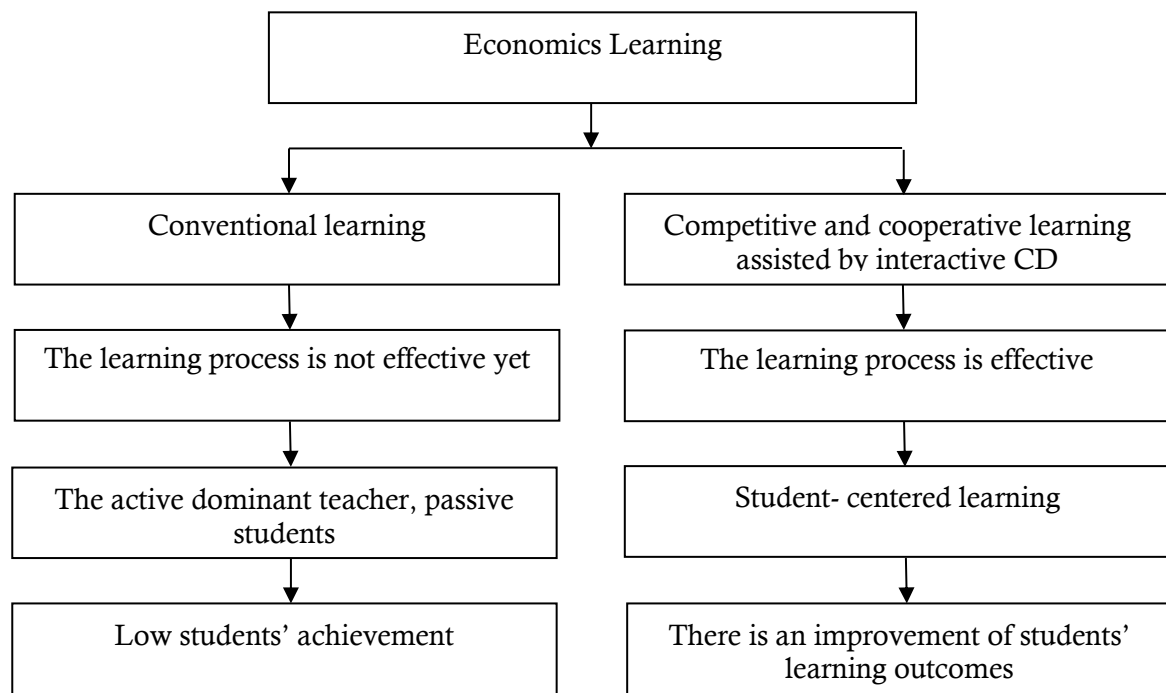 Economics Learning
Conventional learning
Competitive and cooperative learning
assisted by interactive CD
The learning process is not effective yet
The learning process is effective
The active dominant teacher, passive
students
Student- centered learning
Low students’ achievement
There is an improvement of students’
learning outcomes